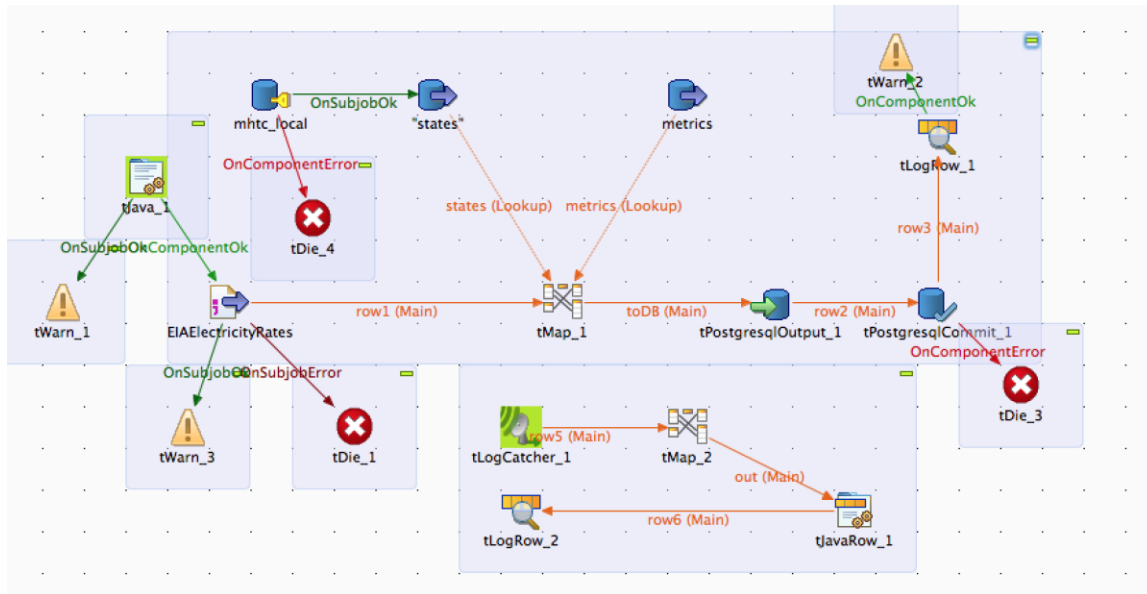 tWarn_2
OnComponentOk
OnSubjobOk
mhtc_local
"states"
metrics
tLogRow_1
OnComponentError
tJava_1
states (Lookup)
metrics (Lookup)
row3 (Main)
OnSubjobOk
OnComponentOk
tDie_4
row1 (Main)
toDB (Main)
row2 (Main)
tWarn_1
EIAElectricityRates
tMap_1
tPostgresqlOutput_1
tPostgresqlCommit_1
OnComponentError
OnSubjobOk
OnSubjobError
tDie_3
row5 (Main)
tWarn_3
tDie_1
tLogCatcher_1
tMap_2
out (Main)
row6 (Main)
tLogRow_2
tJavaRow_1